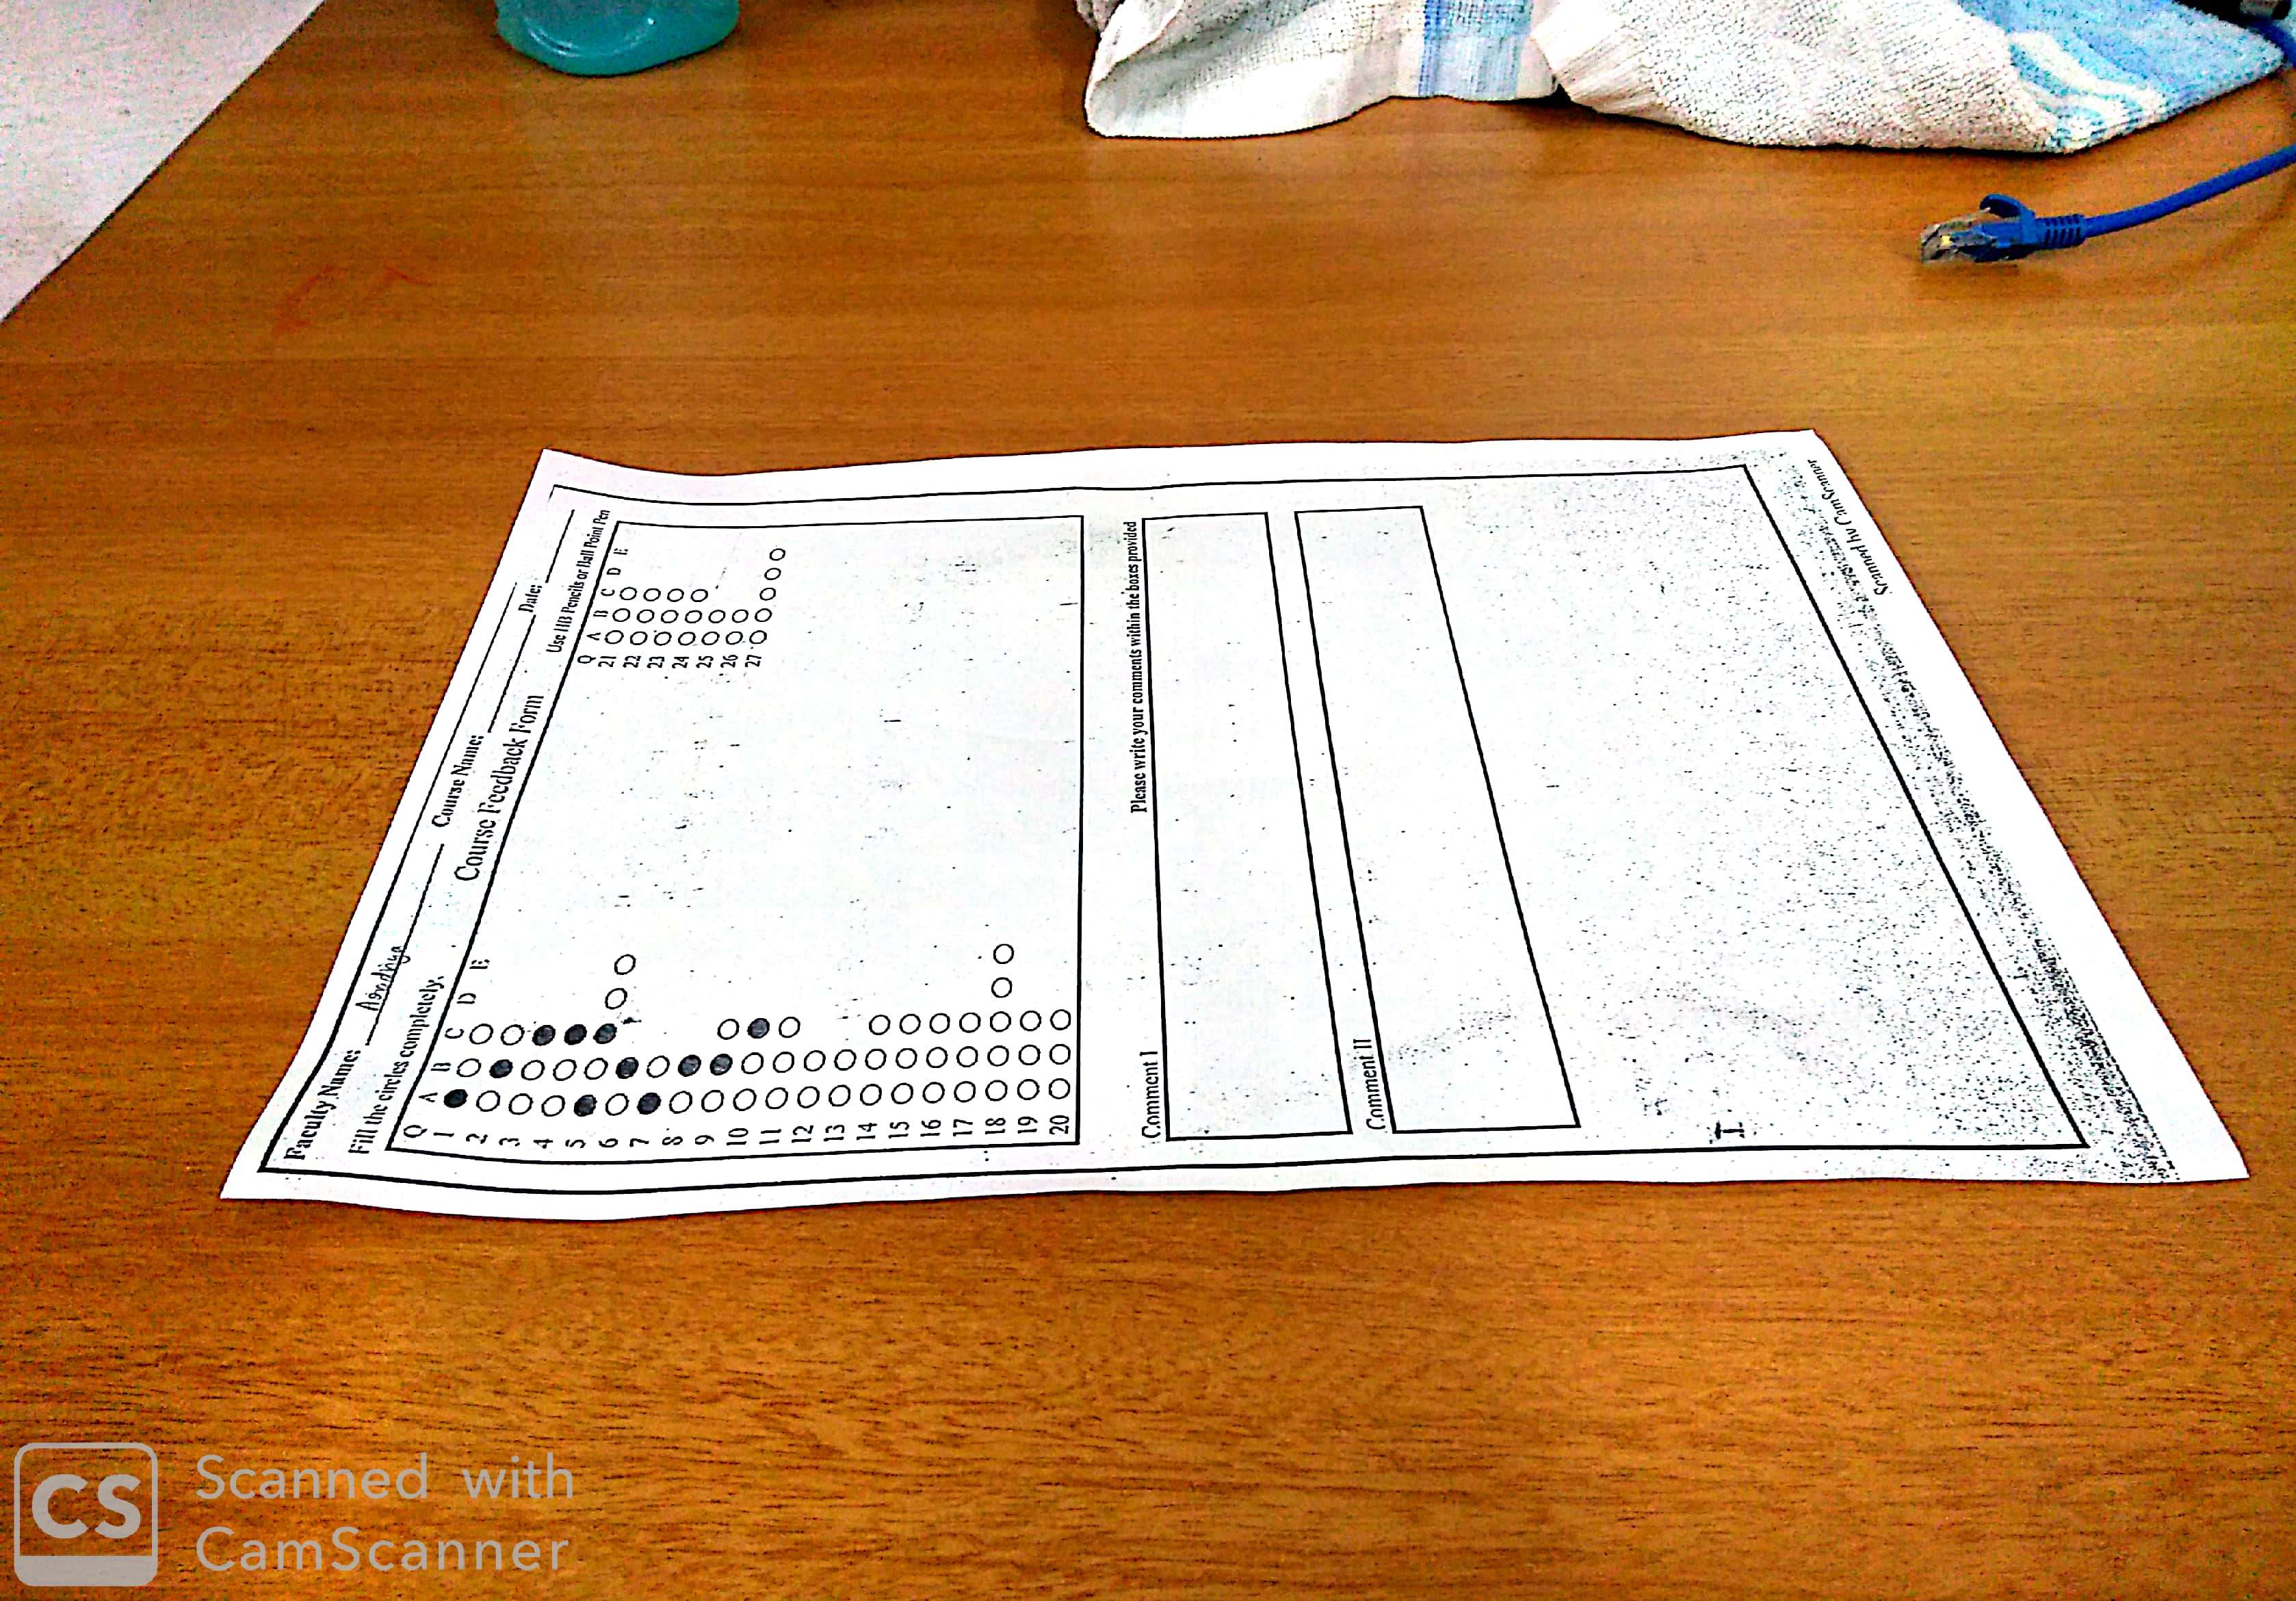 Faculty Name: Course Name: Date:
Fill the circles completely. Course Feedback Form Use HB Pencils or Ball Point Pen
Q A B C D E Q A B C D E
1 21
2 22
3 23
4 24
5 25
6 26
7 27
8
9
10
11
12
13
14
15
16
17
18
19
20
Please write your comments within the boxes provided
Comment I
Comment II
Scanned by CamScanner
CS Scanned with
CamScanner